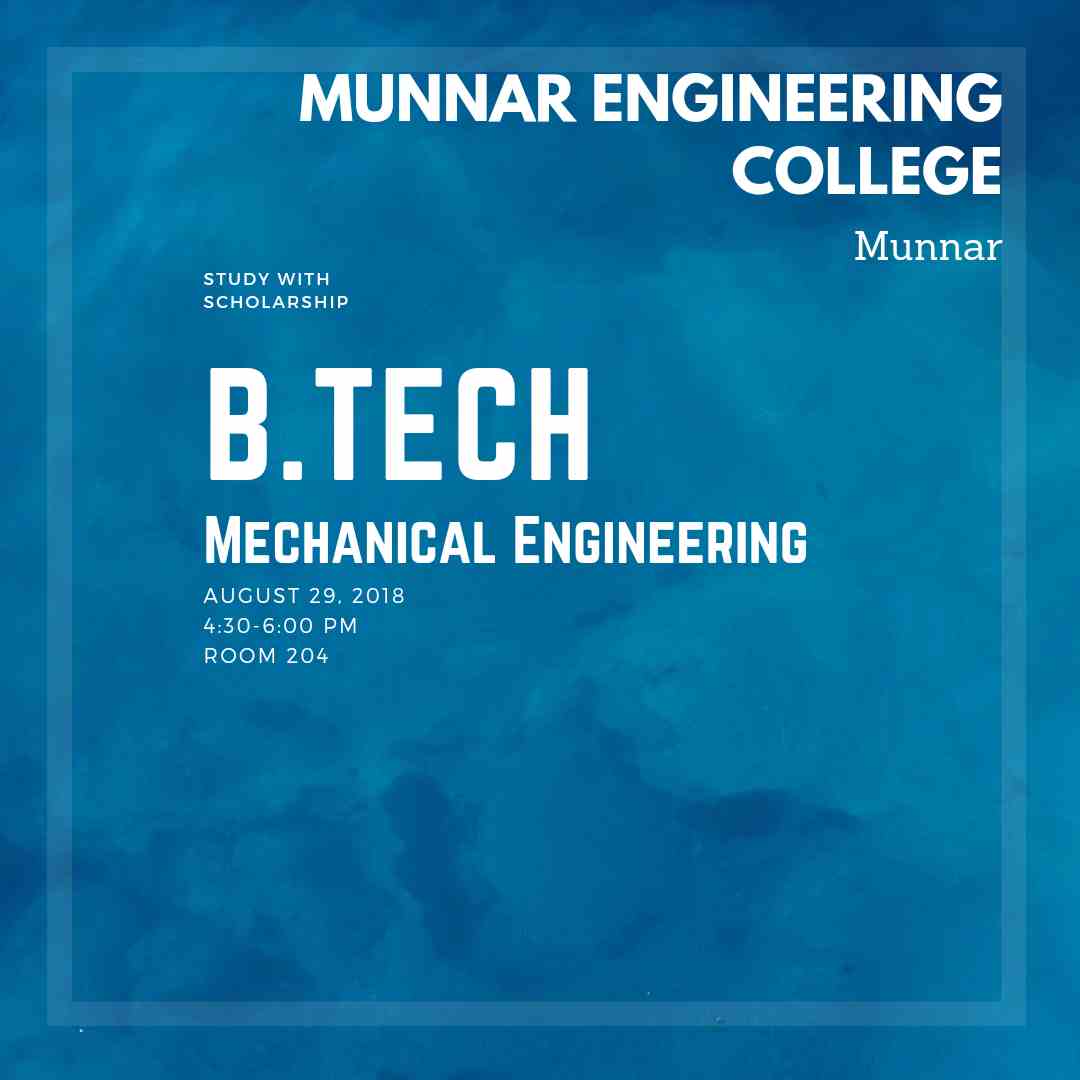 MUNNAR ENGINEERING
COLLEGE
Munnar
STUDY WITH
SCHOLARSHIP
B.TECH
MECHANICAL ENGINEERING
AUGUST 29, 2018
4:30-6:00 PM
ROOM 204